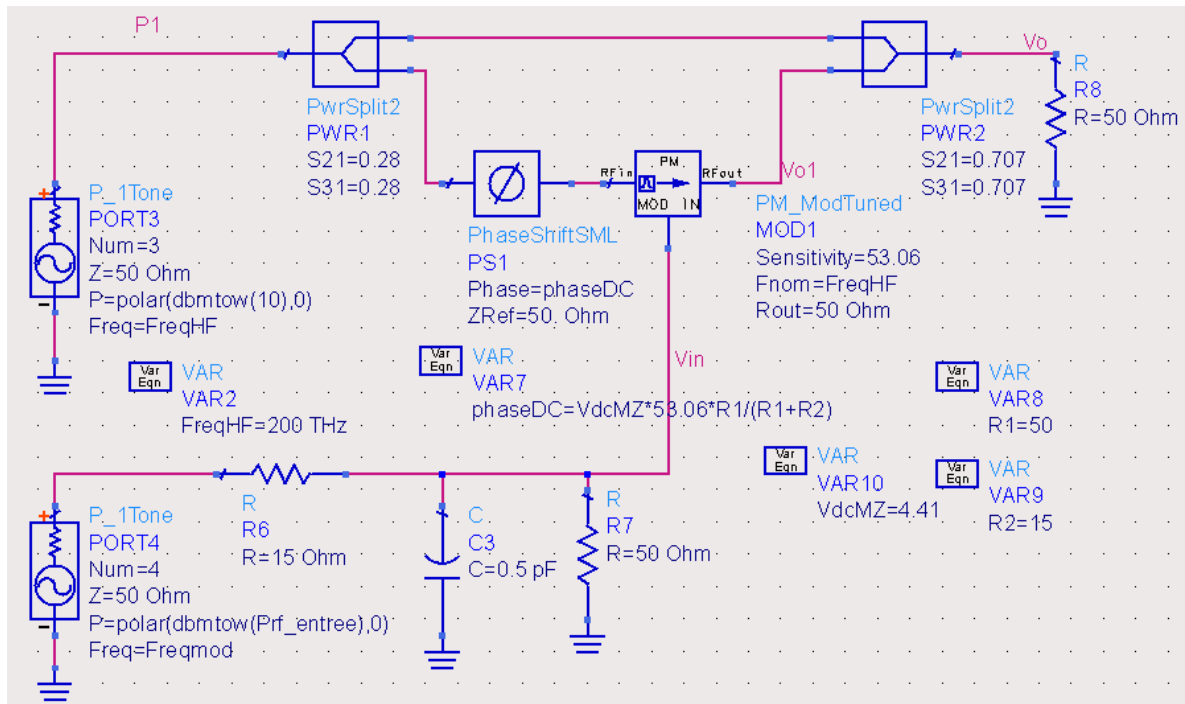 P1
Vo
PwrSplit2
PWR1
S21=0.28
S31=0.28
PwrSplit2
PWR2
S21=0.707
S31=0.707
R
R8
R=50 Ohm
P_1Tone
PORT3
Num=3
Z=50 Ohm
P=polar(dbmtow(10),0)
Freq=FreqHF
PhaseShiftSML
PS1
Phase=phaseDC
ZRef=50. Ohm
RFin
PM
RFout
MOD IN
Vo1
PM_ModTuned
MOD1
Sensitivity=53.06
Fnom=FreqHF
Rout=50 Ohm
Vin
Var
Eqn
VAR
VAR2
FreqHF=200 THz
Var
Eqn
VAR
VAR7
phaseDC=VdcMZ*53.06*R1/(R1+R2)
Var
Eqn
VAR
VAR8
R1=50
Var
Eqn
VAR
VAR10
VdcMZ=4.41
Var
Eqn
VAR
VAR9
R2=15
P_1Tone
PORT4
Num=4
Z=50 Ohm
P=polar(dbmtow(Prf_entree),0)
Freq=Freqmod
R
R6
R=15 Ohm
C
C3
C=0.5 pF
R
R7
R=50 Ohm